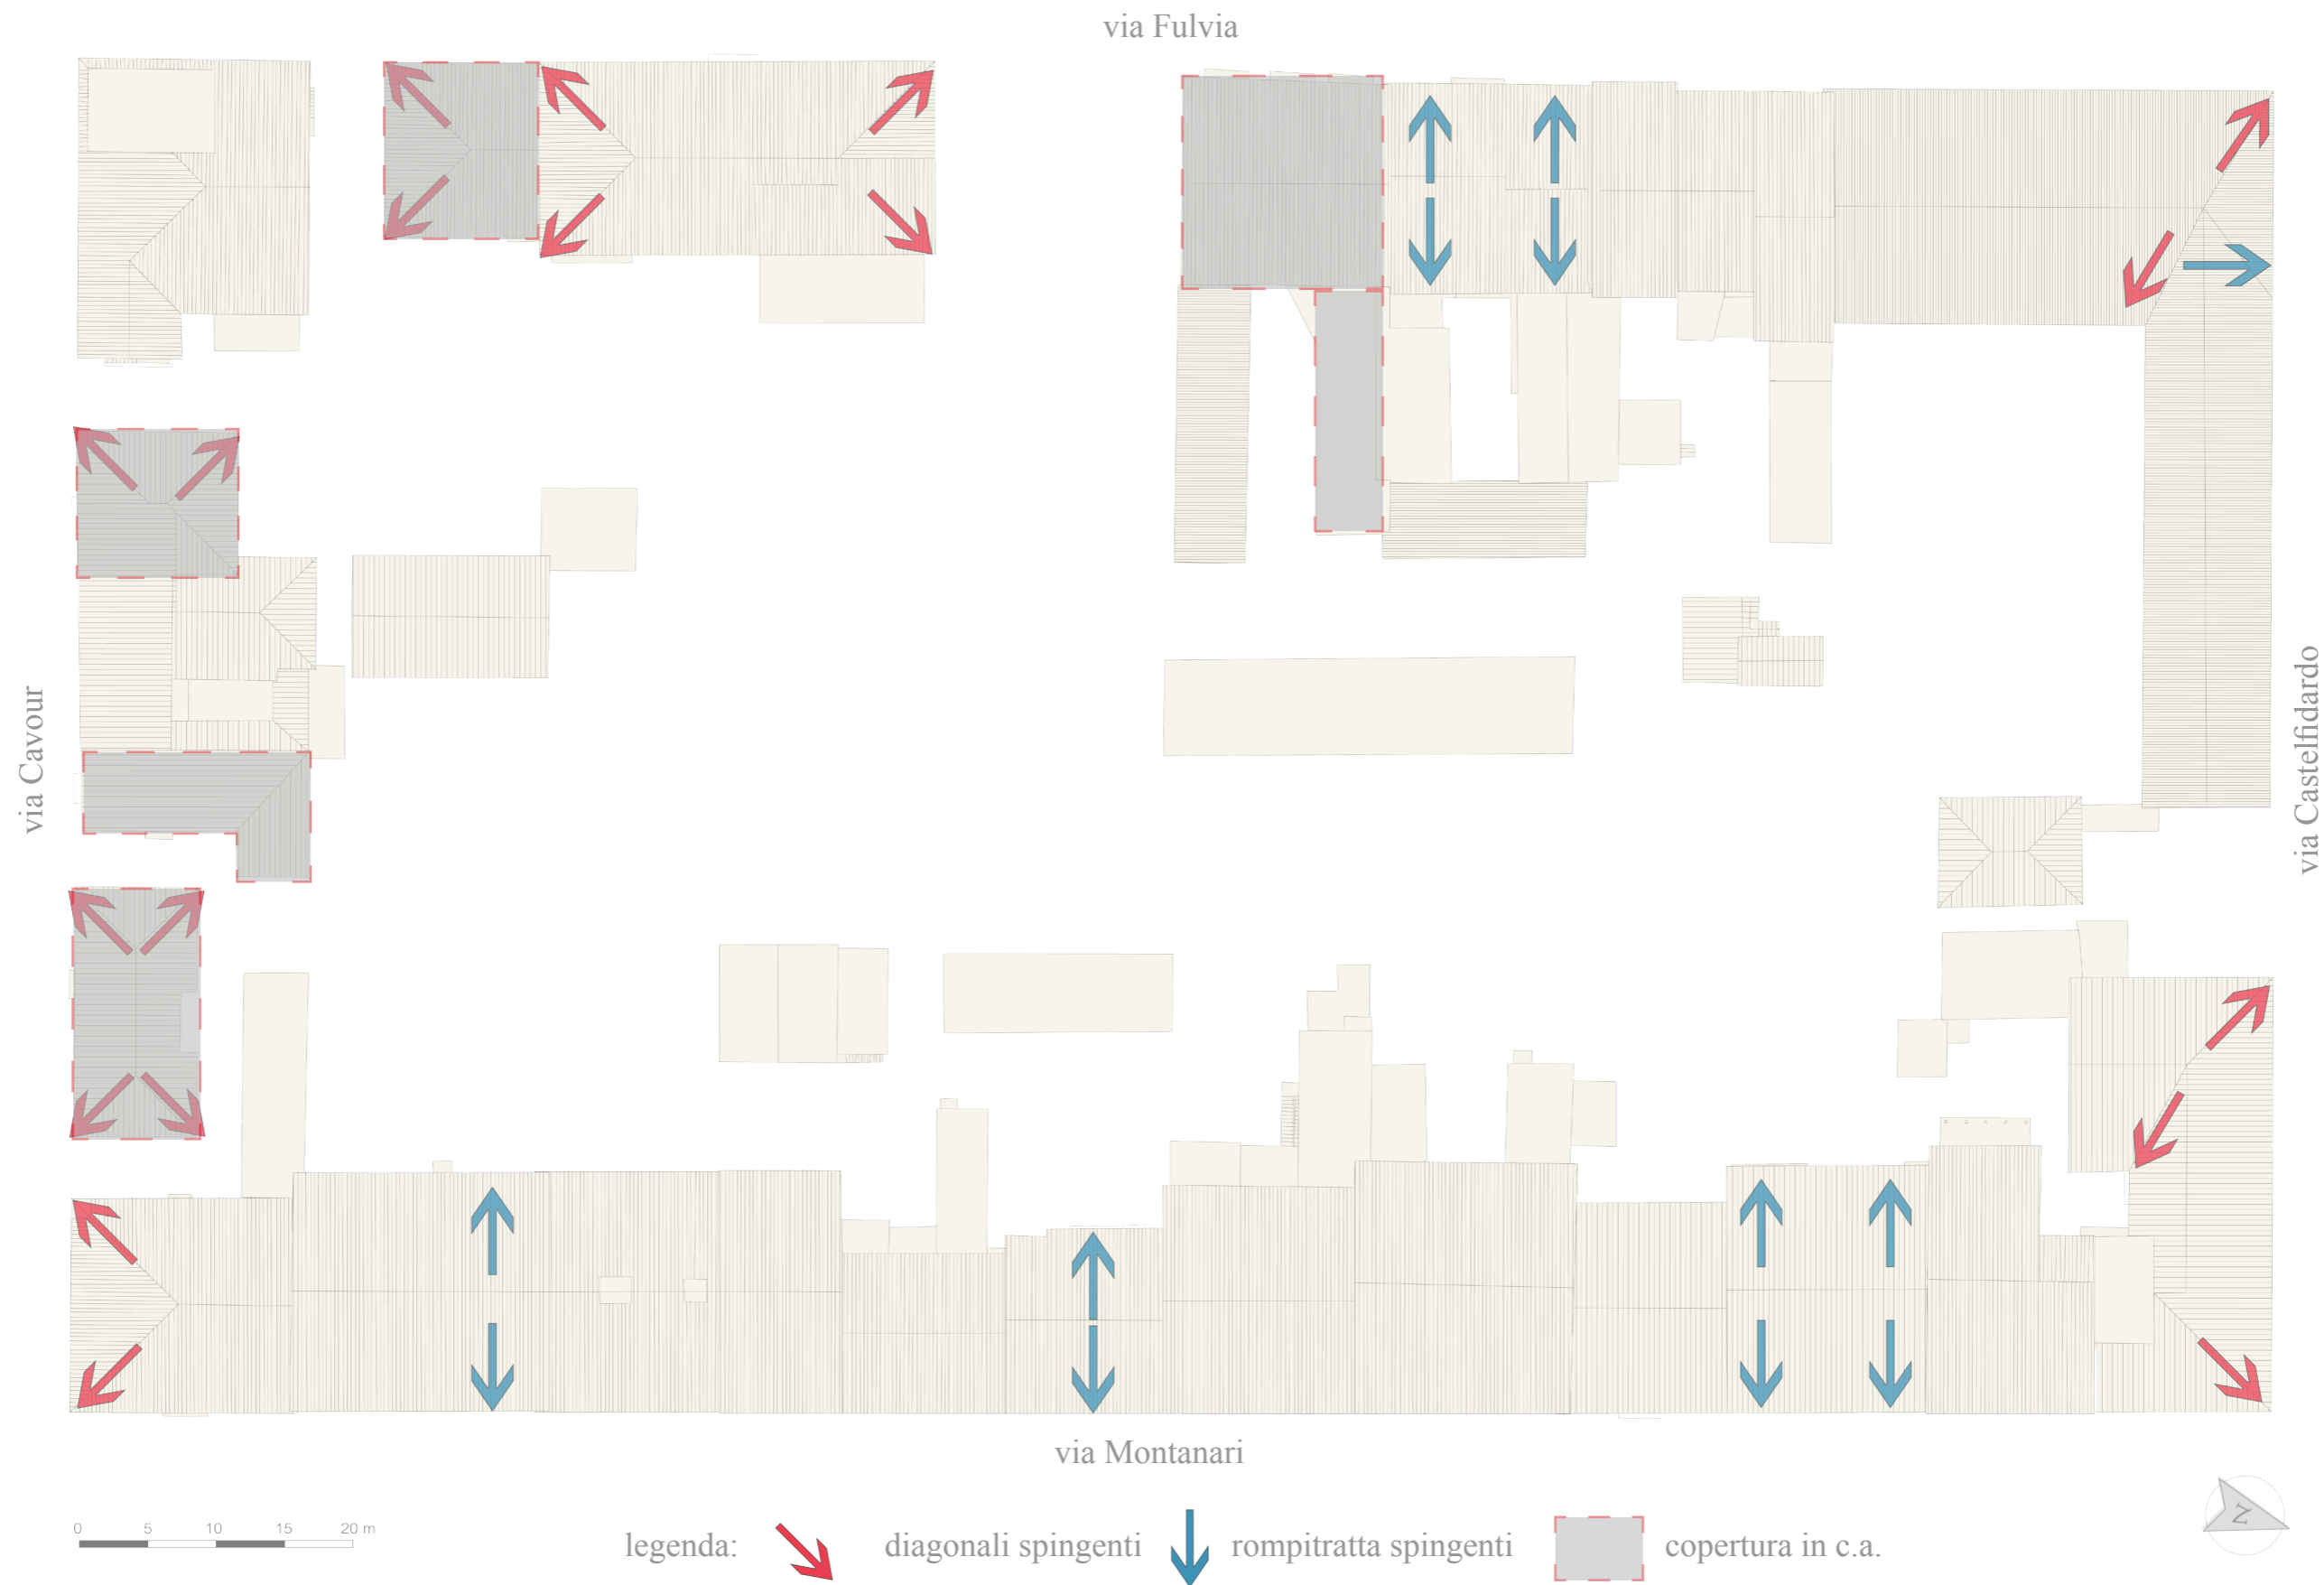 via Fulvia
via Cavour
via Castelfidardo
via Montanari
0 5 10 15 20 m
legenda: diagonali spingenti rompitratta spingenti copertura in c.a.
N